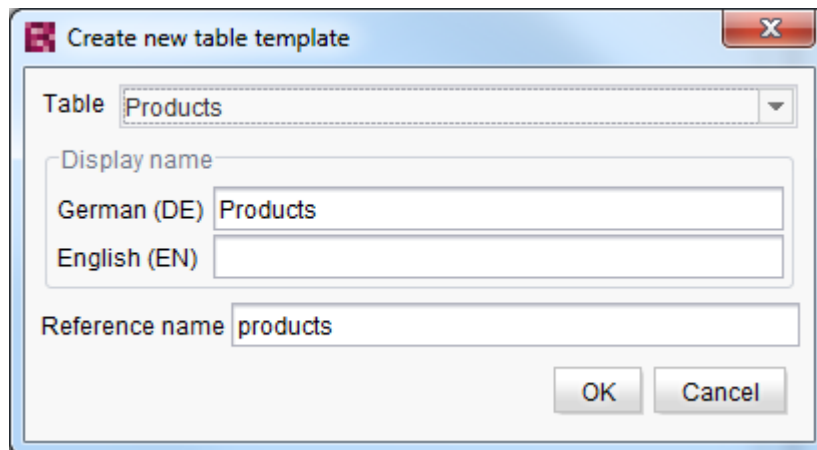 Create new table template
Table Products
Display name
German (DE) Products
English (EN)
Reference name products
OK Cancel